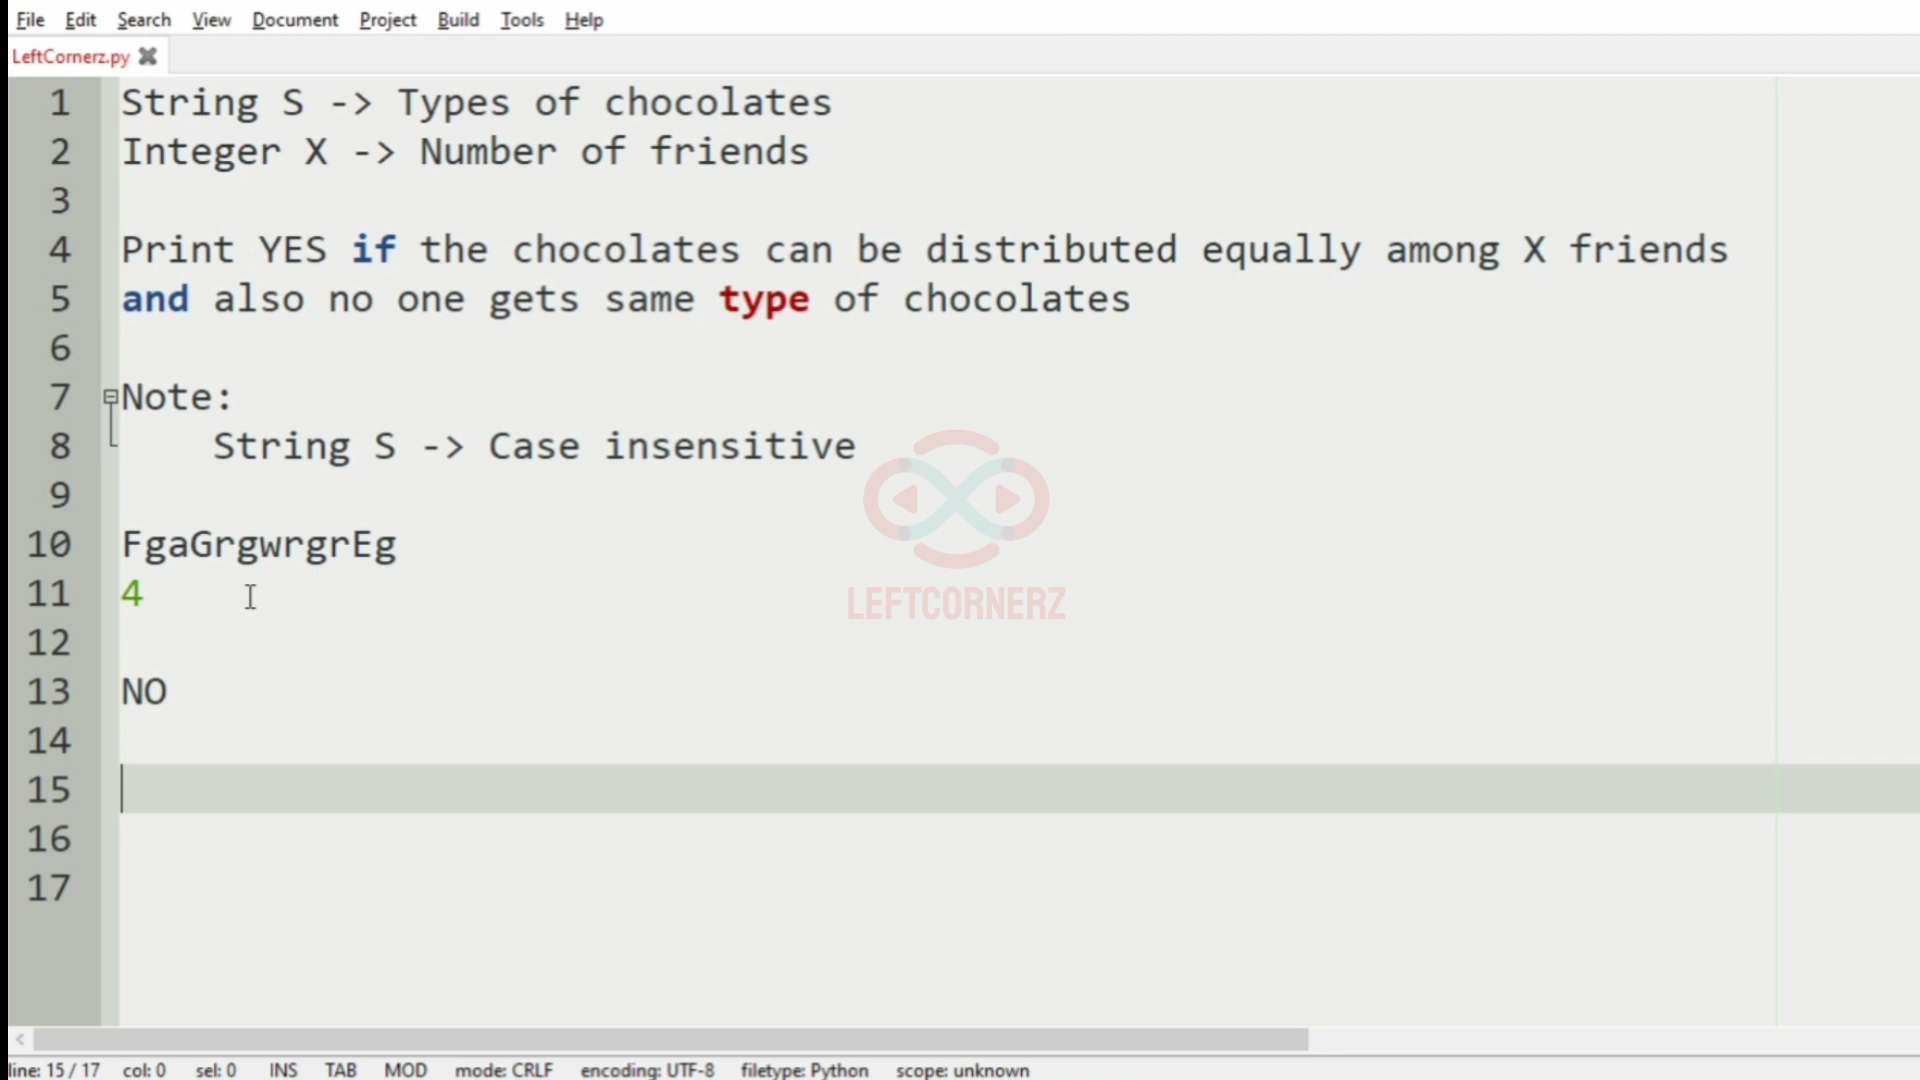 File Edit Search View Document Project Build Tools Help
LeftCornerz.py
1 String S -> Types of chocolates
2 Integer X -> Number of friends
3
4 Print YES if the chocolates can be distributed equally among X friends
5 and also no one gets same type of chocolates
6
7 Note:
8 String S -> Case insensitive
9
10 FgaGrgwrgrEg
11 4
12
13 NO
14
15
16
17
LEFTCORNERZ
line: 15 / 17 col: 0 sel: 0 INS TAB MOD mode: CRLF encoding: UTF-8 filetype: Python scope: unknown